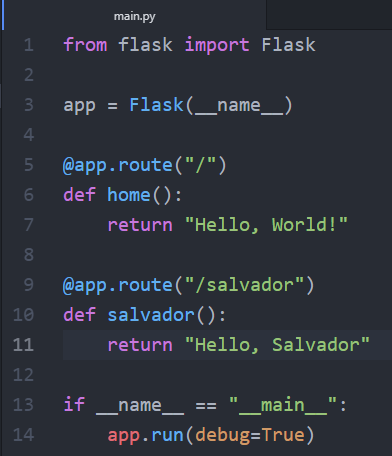 main.py
1 from flask import Flask
2
3 app = Flask(__name__)
4
5 @app.route("/")
6 def home():
7     return "Hello, World!"
8
9 @app.route("/salvador")
10 def salvador():
11     return "Hello, Salvador"
12
13 if __name__ == "__main__":
14     app.run(debug=True)